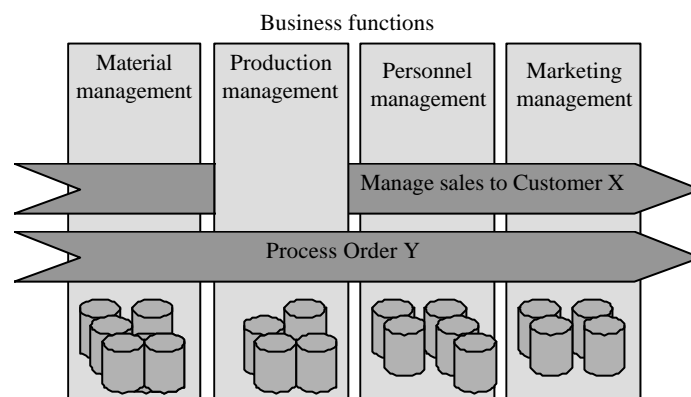 Business functions
Material
management
Production
management
Personnel
management
Marketing
management
Manage sales to Customer X
Process Order Y